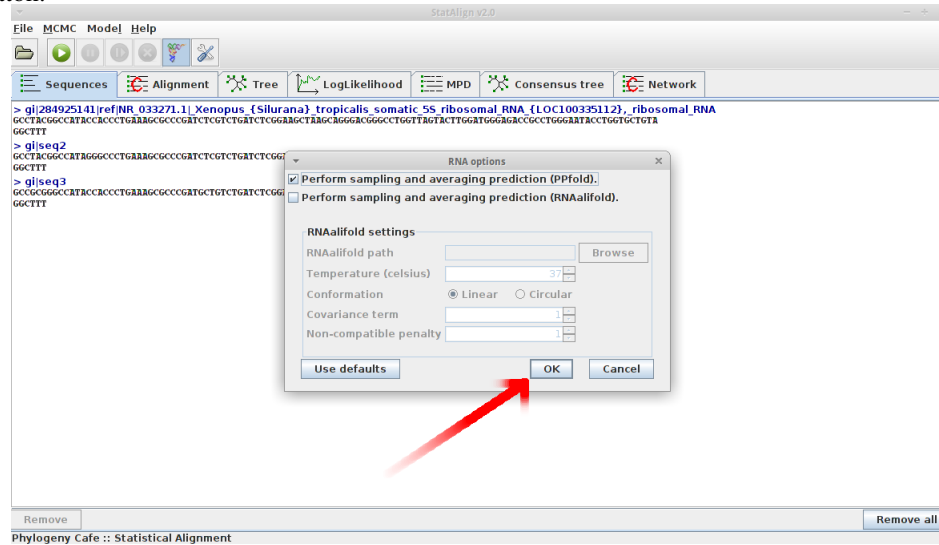 StatAlign v2.0
File MCMC Model Help
Sequences Alignment Tree LogLikelihood MPD Consensus tree Network
> gi|284925141|ref|NR_033271.1|_Xenopus_{Silurana}_tropicalis_somatic_5S_ribosomal_RNA_{LOC100335112},_ribosomal_RNA
GCCTACGGCCATACCACCCTGAAAGCGCCCGATCTCGTCTGATCTCGGAAGCTAAGCAGGGACGGGCCTGGTTAGTACTTGGATGGGAGACCGCCTGGGAATACCTGGTGCTGTA
GGCTTT
> gi|seq2
GCCTACGGCCATAGGGCCCTGAAAGCGCCCGATCTCGTCTGATCTCGG
GGCTTT
> gi|seq3
GCCGCGGGCCATACCACCCTGAAAGCGCCCGATGCTGTCTGATCTCGG
GGCTTT
RNA options
Perform sampling and averaging prediction (PPfold).
Perform sampling and averaging prediction (RNAalifold).
RNAalifold settings
RNAalifold path Browse
Temperature (celsius) 37
Conformation Linear Circular
Covariance term 1
Non-compatible penalty 1
Use defaults OK Cancel
Remove Remove all
Phylogeny Cafe :: Statistical Alignment